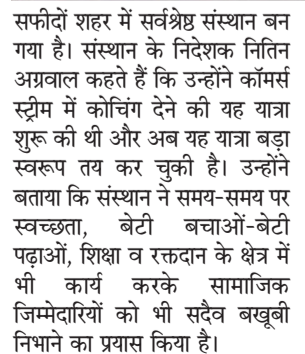 सफीदों शहर में सर्वश्रेष्ठ संस्थान बन
गया है। संस्थान के निदेशक नितिन
अग्रवाल कहते हैं कि उन्होंने कॉमर्स
स्ट्रीम में कोचिंग देने की यह यात्रा
शुरू की थी और अब यह यात्रा बड़ा
स्वरूप तय कर चुकी है। उन्होंने
बताया कि संस्थान ने समय-समय पर
स्वच्छता, बेटी बचाओं-बेटी
पढ़ाओं, शिक्षा व रक्तदान के क्षेत्र में
भी कार्य करके सामाजिक
जिम्मेदारियों को भी सदैव बखूबी
निभाने का प्रयास किया है।